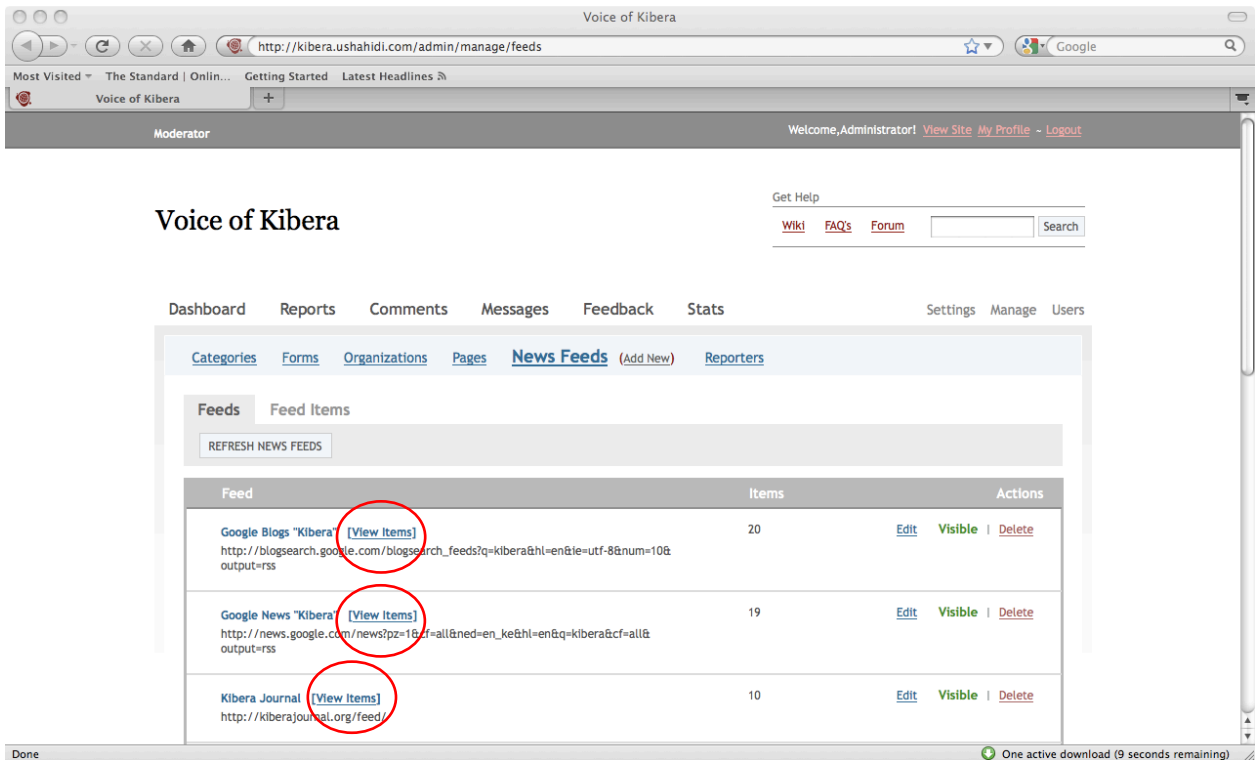 Voice of Kibera
http://kibera.ushahidi.com/admin/manage/feeds
Google
Most Visited The Standard | Onlin... Getting Started Latest Headlines
Voice of Kibera +
Moderator Welcome,Administrator! View Site My Profile ~ Logout
Get Help
Voice of Kibera
Wiki FAQ's Forum Search
Dashboard Reports Comments Messages Feedback Stats Settings Manage Users
Categories Forms Organizations Pages News Feeds (Add New) Reporters
Feeds Feed Items
REFRESH NEWS FEEDS
Feed Items Actions
Google Blogs "Kibera" [View Items] 20 Edit Visible | Delete
http://blogsearch.google.com/blogsearch_feeds?q=kibera&hl=en&ie=utf-8&num=10&
output=rss
Google News "Kibera" [View Items] 19 Edit Visible | Delete
http://news.google.com/news?pz=1&cf=all&ned=en_ke&hl=en&q=kibera&cf=all&
output=rss
Kibera Journal [View Items] 10 Edit Visible | Delete
http://kiberajournal.org/feed/
Done One active download (9 seconds remaining)